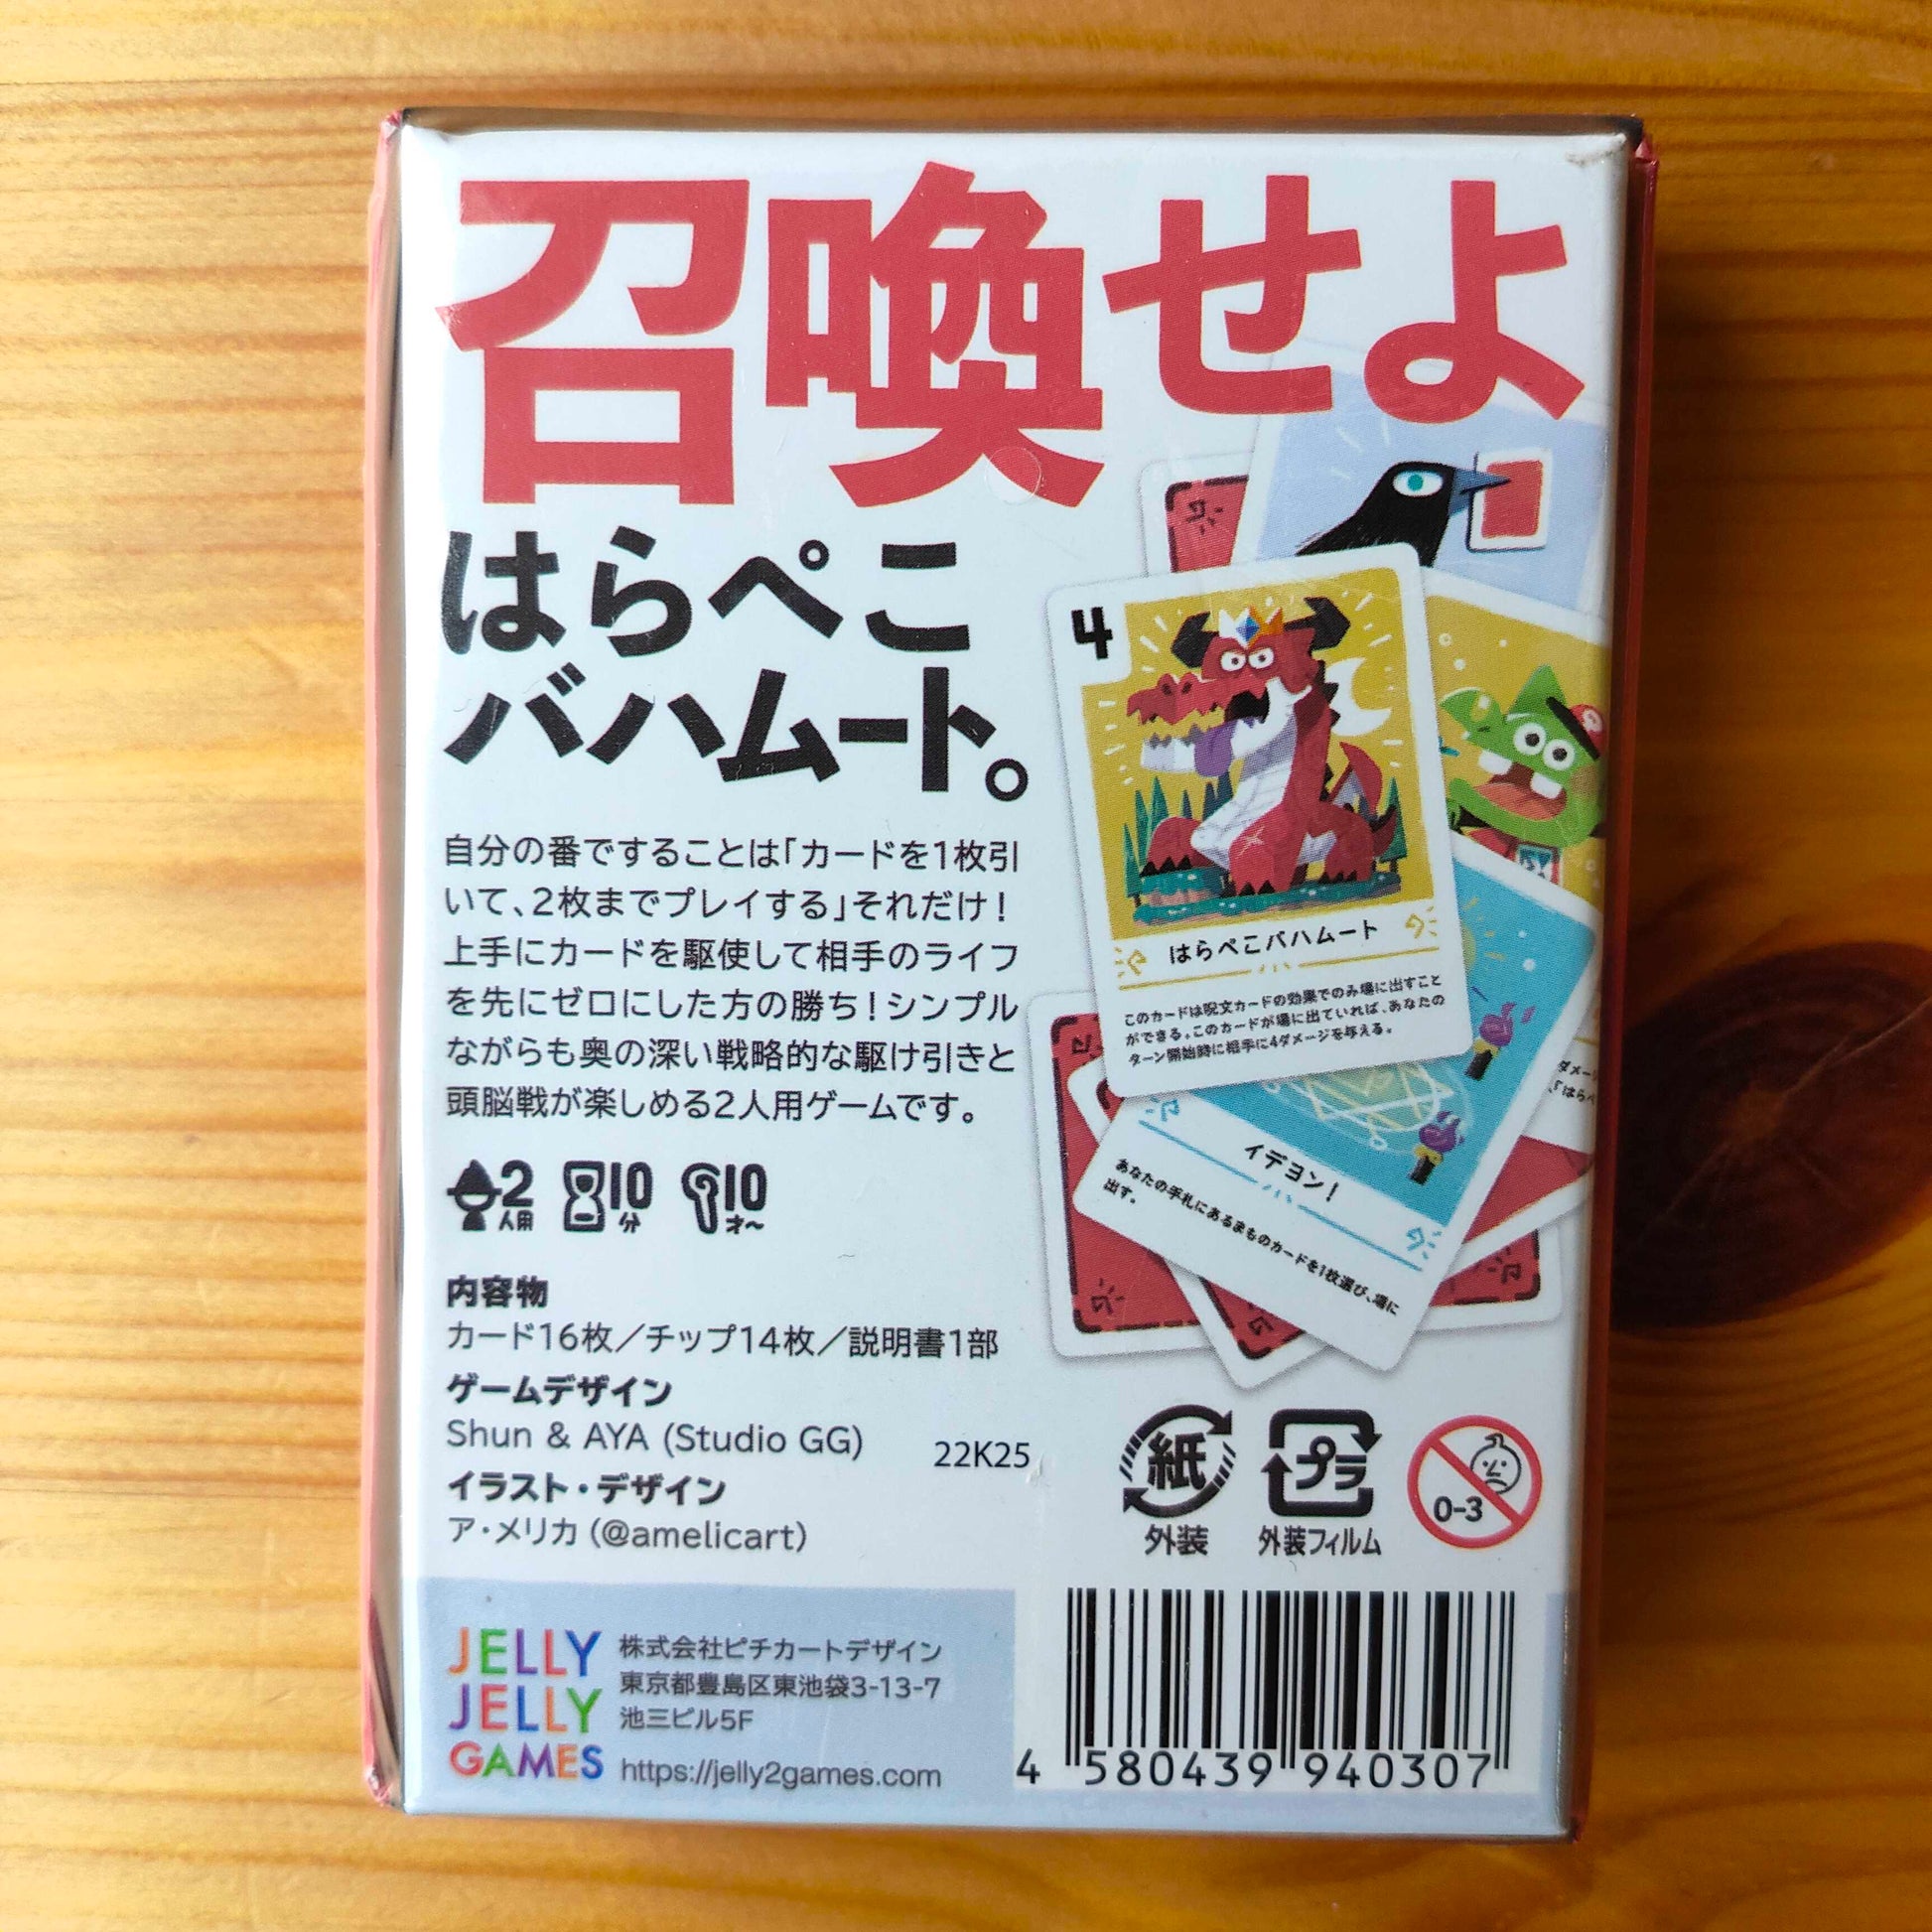 召喚せよ
はらぺこ
バハムート。
自分の番ですることは「カードを1枚引
いて、2枚までプレイする」それだけ！
上手にカードを駆使して相手のライフ
を先にゼロにした方の勝ち！シンプル
ながらも奥の深い戦略的な駆け引きと
頭脳戦が楽しめる2人用ゲームです。
2人用 10分 10才〜
内容物
カード16枚／チップ14枚／説明書1部
ゲームデザイン
Shun & AYA (Studio GG)
22K25
イラスト・デザイン
ア・メリカ (@amelicart)
4
はらぺこバハムート
このカードは呪文カードの効果でのみ場に出すこと
ができる。このカードが場に出ていれば、あなたの
ターン開始時に相手に4ダメージを与える。
イデヨン！
あなたの手札にあるまものカードを1枚選び、場に
出す。
紙
外装
プラ
外装フィルム
0-3
JELLY
JELLY
GAMES
株式会社ピチカートデザイン
東京都豊島区東池袋3-13-7
池三ビル5F
https://jelly2games.com
4 580439 940307